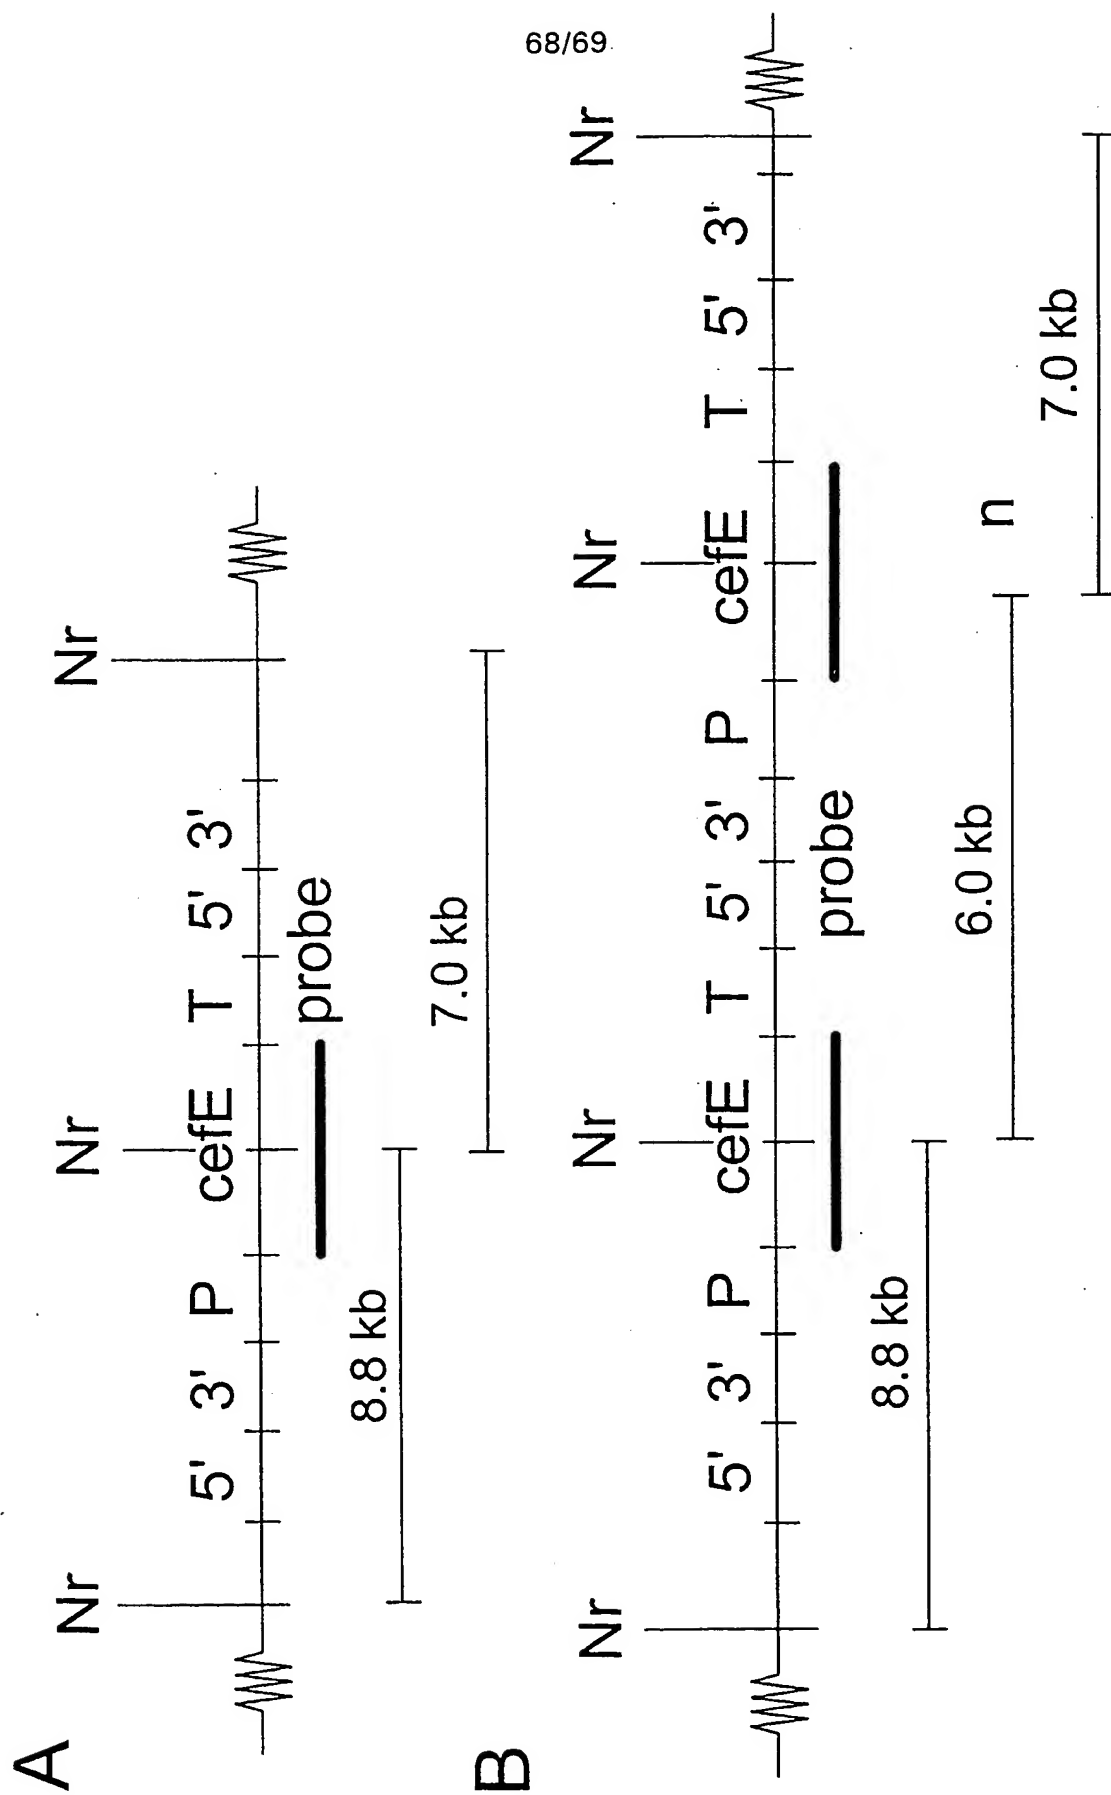 68/69
A
Nr Nr Nr
5' 3' P cefE T 5' 3'
probe
8.8 kb
7.0 kb
B
Nr Nr Nr Nr
5' 3' P cefE T 5' 3' P cefE T 5' 3'
probe
8.8 kb
6.0 kb
n
7.0 kb